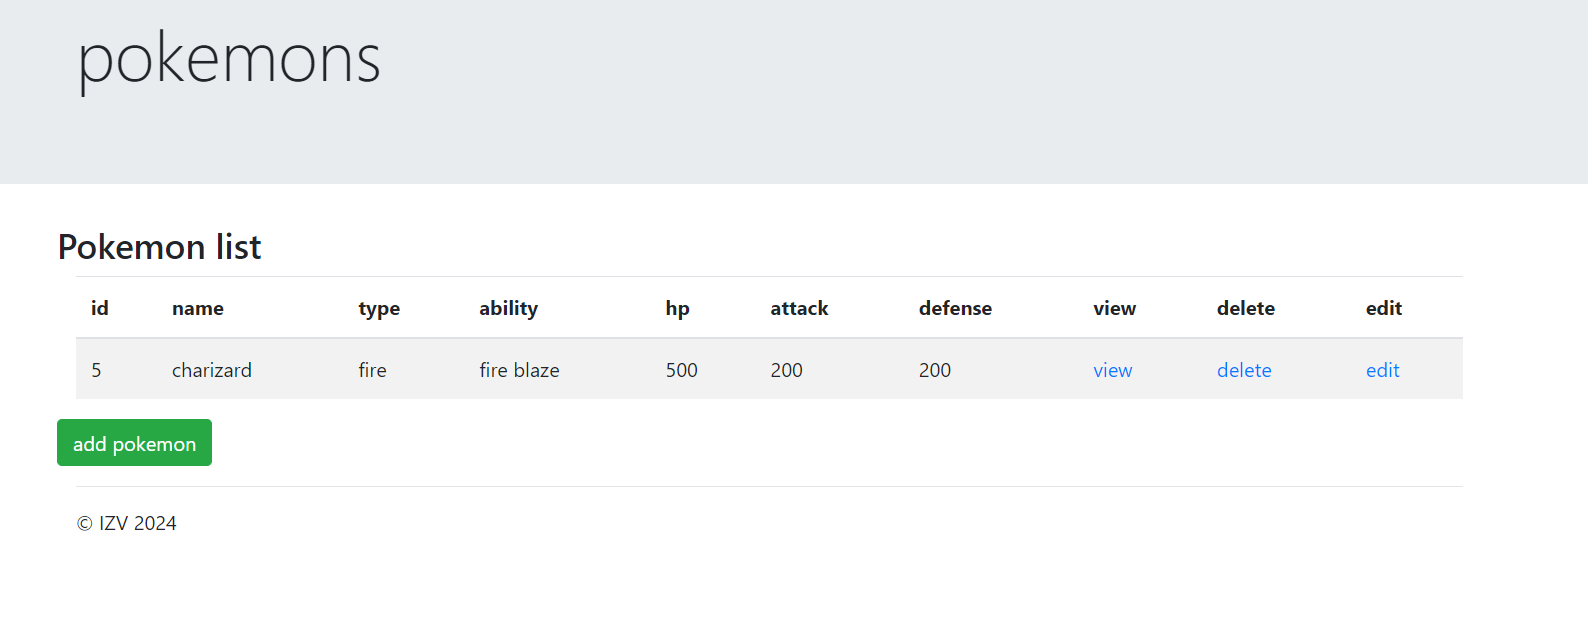 pokemons
Pokemon list
id name type ability hp attack defense view delete edit
5 charizard fire fire blaze 500 200 200 view delete edit
add pokemon
© IZV 2024